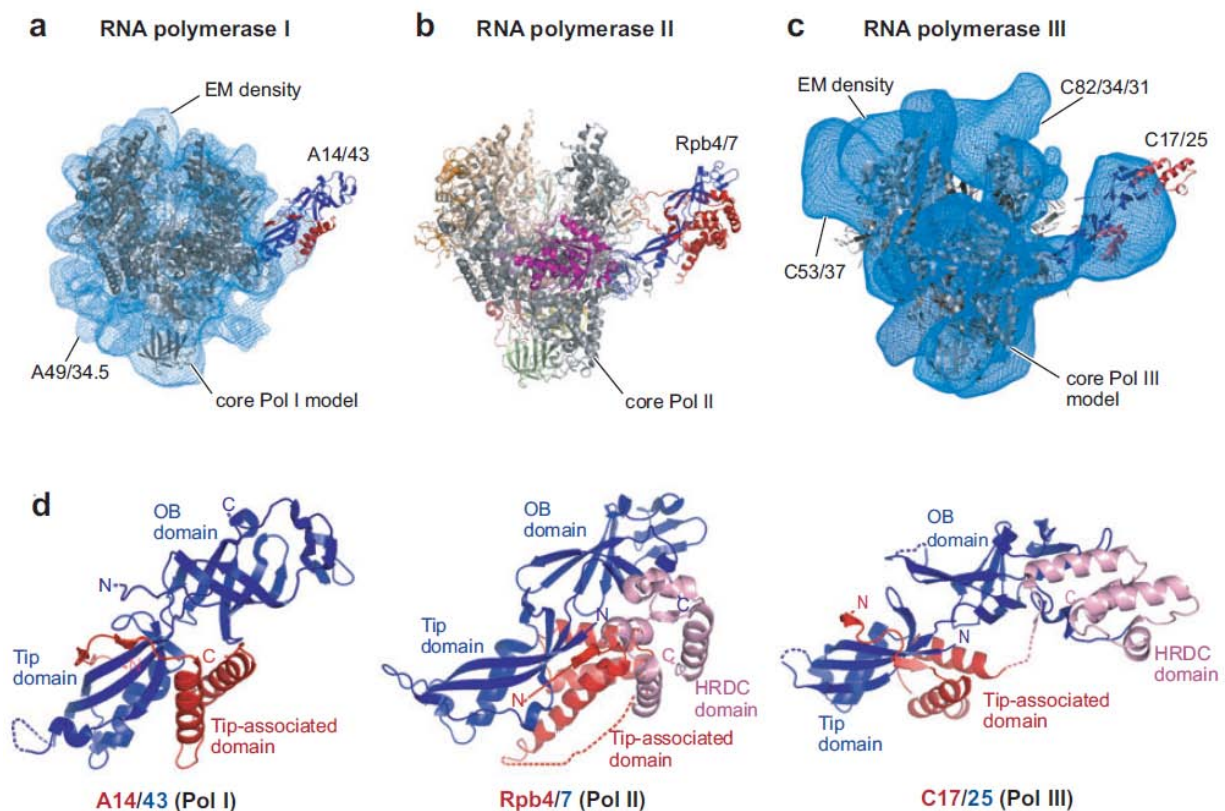 a RNA polymerase I
b RNA polymerase II
c RNA polymerase III
EM density
A14/43
A49/34.5
core Pol I model
Rpb4/7
core Pol II
EM density
C82/34/31
C17/25
C53/37
core Pol III
model
d
OB
domain
C
N
Tip
domain
N
C
Tip-associated
domain
A14/43 (Pol I)
OB
domain
N
C
Tip
domain
C
N
HRDC
domain
Tip-associated
domain
Rpb4/7 (Pol II)
OB
domain
N
N
C
HRDC
domain
Tip
domain
Tip-associated
domain
C17/25 (Pol III)